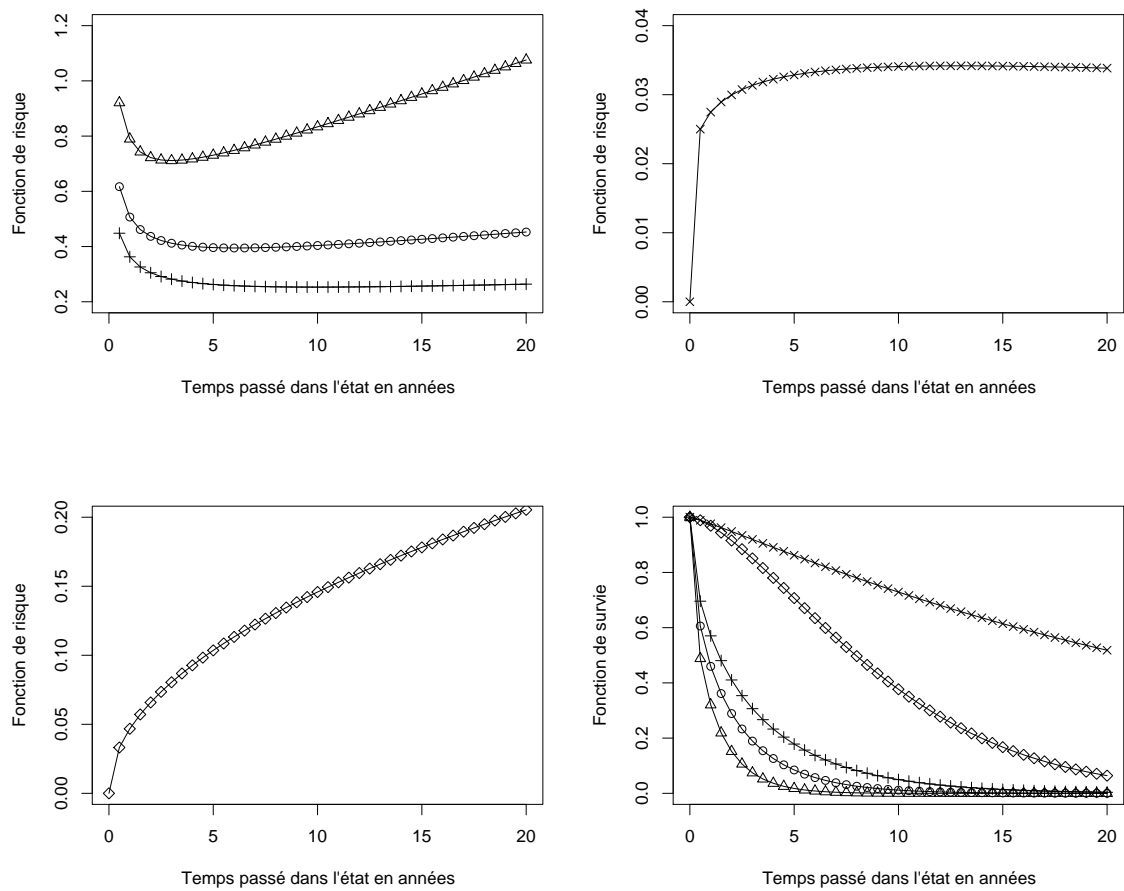 Fonction de risque
1.2
1.0
0.8
0.6
0.4
0.2
0 5 10 15 20
Temps passé dans l'état en années
Fonction de risque
0.04
0.03
0.02
0.01
0.00
0 5 10 15 20
Temps passé dans l'état en années
Fonction de risque
0.20
0.15
0.10
0.05
0.00
0 5 10 15 20
Temps passé dans l'état en années
Fonction de survie
1.0
0.8
0.6
0.4
0.2
0.0
0 5 10 15 20
Temps passé dans l'état en années